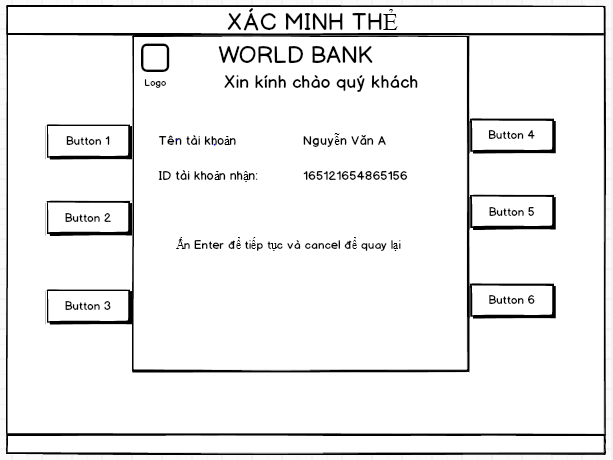 XÁC MINH THẺ
WORLD BANK
Logo
Xin kính chào quý khách
Button 1
Tên tài khoản
Nguyễn Văn A
Button 4
ID tài khoản nhận:
165121654865156
Button 2
Button 5
Ấn Enter để tiếp tục và cancel để quay lại
Button 3
Button 6